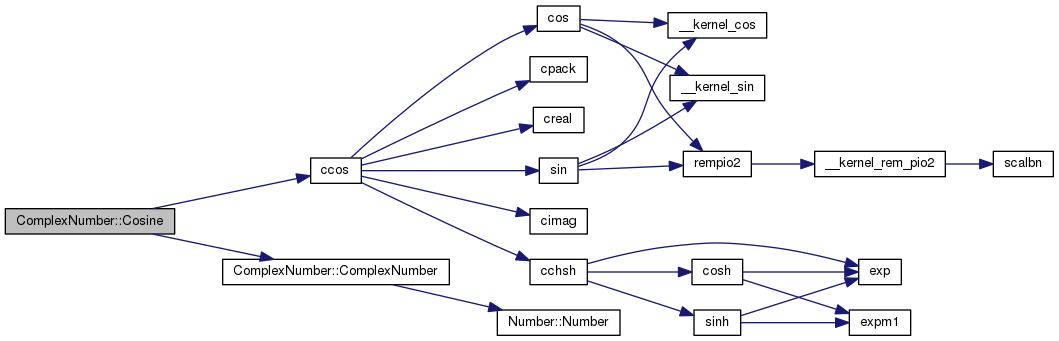 cos
__kernel_cos
cpack
__kernel_sin
creal
ccos
sin
rempio2
__kernel_rem_pio2
scalbn
ComplexNumber::Cosine
cimag
ComplexNumber::ComplexNumber
cchsh
cosh
exp
Number::Number
sinh
expm1